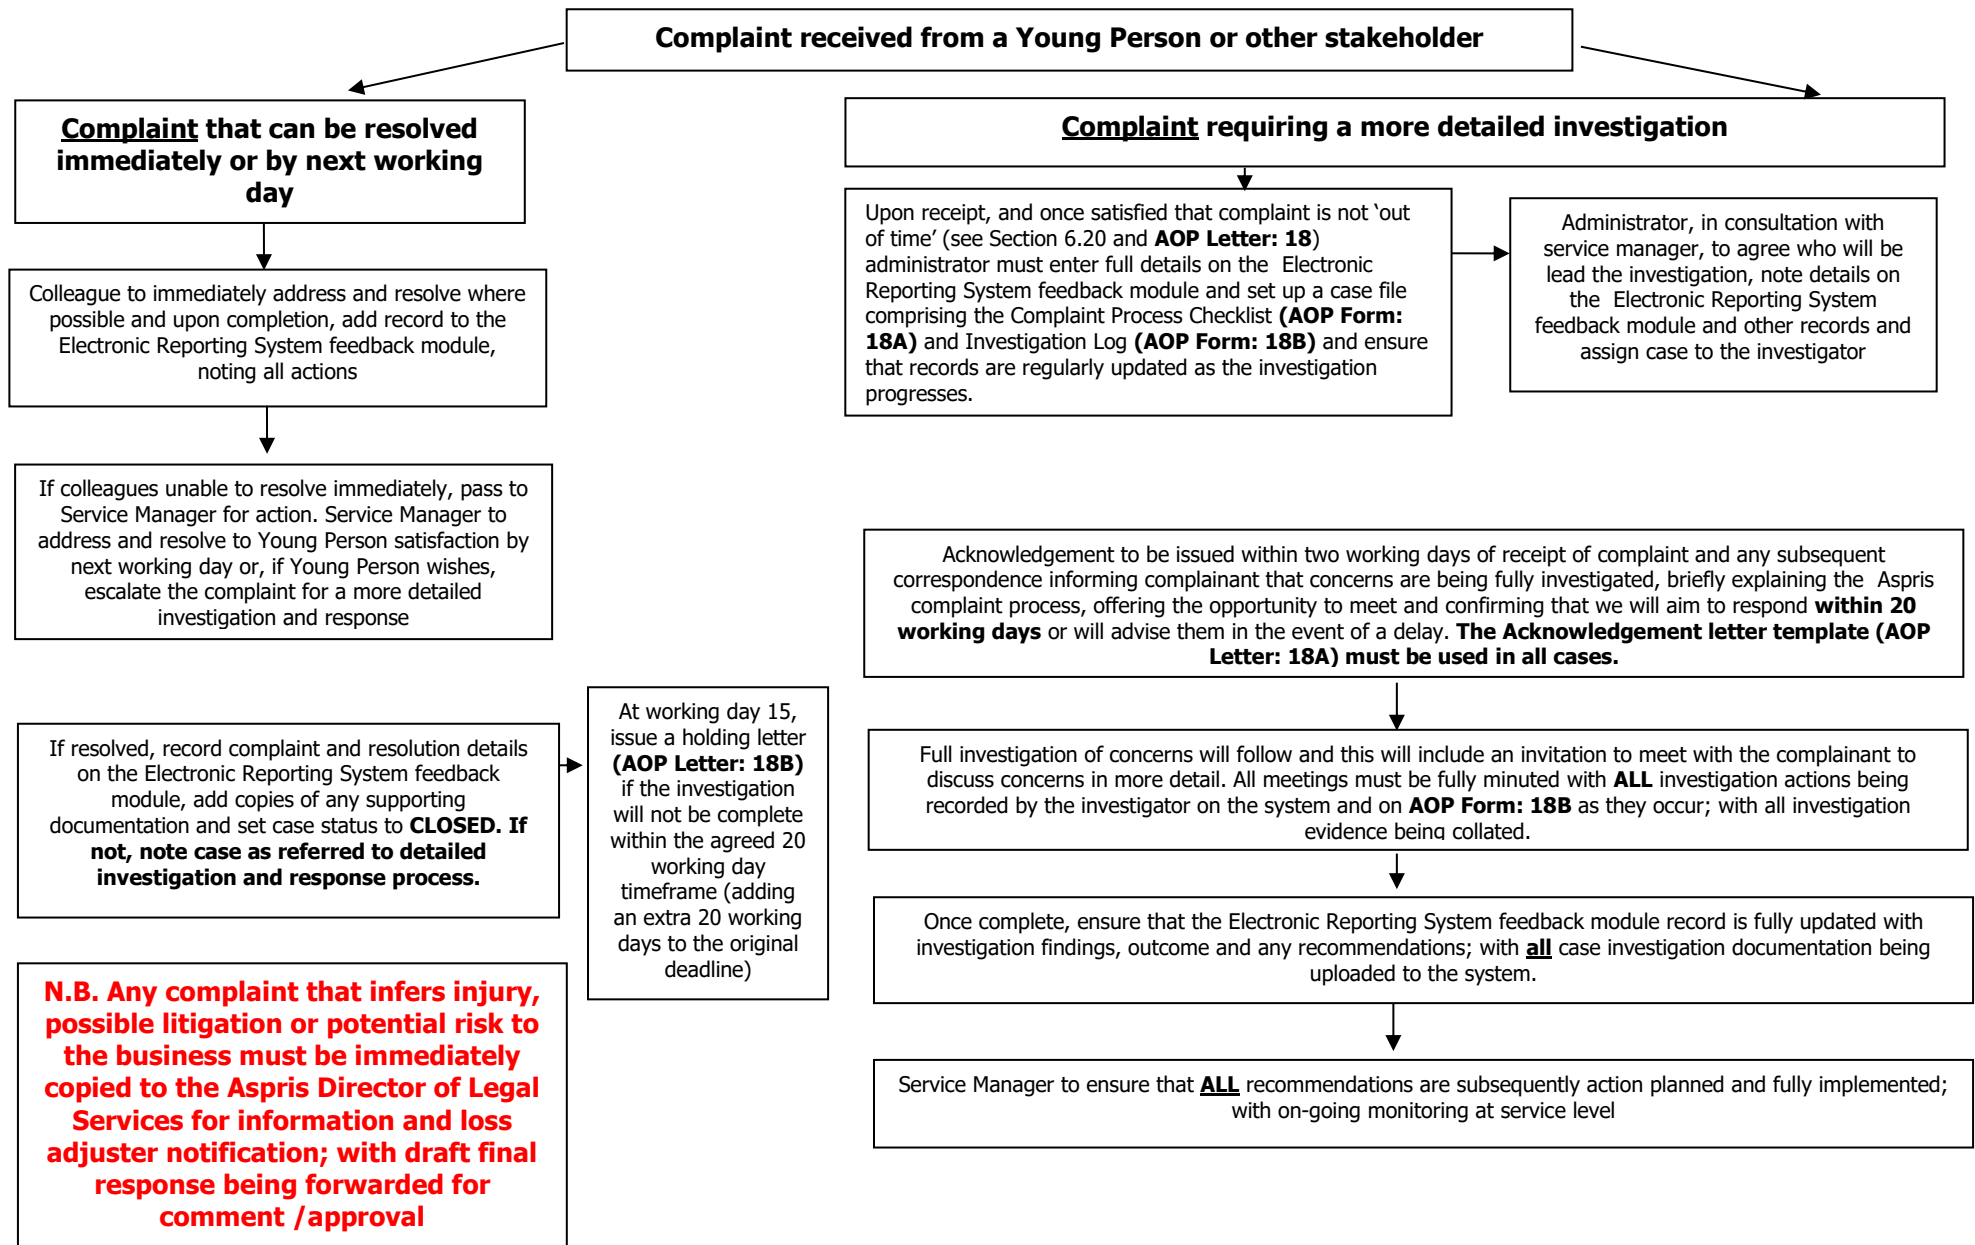 Complaint received from a Young Person or other stakeholder
Complaint that can be resolved
immediately or by next working
day
Colleague to immediately address and resolve where
possible and upon completion, add record to the
Electronic Reporting System feedback module,
noting all actions
If colleagues unable to resolve immediately, pass to
Service Manager for action. Service Manager to
address and resolve to Young Person satisfaction by
next working day or, if Young Person wishes,
escalate the complaint for a more detailed
investigation and response
If resolved, record complaint and resolution details
on the Electronic Reporting System feedback
module, add copies of any supporting
documentation and set case status to CLOSED. If
not, note case as referred to detailed
investigation and response process.
At working day 15,
issue a holding letter
(AOP Letter: 18B)
if the investigation
will not be complete
within the agreed 20
working day
timeframe (adding
an extra 20 working
days to the original
deadline)
N.B. Any complaint that infers injury,
possible litigation or potential risk to
the business must be immediately
copied to the Aspris Director of Legal
Services for information and loss
adjuster notification; with draft final
response being forwarded for
comment /approval
Complaint requiring a more detailed investigation
Upon receipt, and once satisfied that complaint is not ‘out
of time’ (see Section 6.20 and AOP Letter: 18)
administrator must enter full details on the Electronic
Reporting System feedback module and set up a case file
comprising the Complaint Process Checklist (AOP Form:
18A) and Investigation Log (AOP Form: 18B) and ensure
that records are regularly updated as the investigation
progresses.
Administrator, in consultation with
service manager, to agree who will be
lead the investigation, note details on
the Electronic Reporting System
feedback module and other records and
assign case to the investigator
Acknowledgement to be issued within two working days of receipt of complaint and any subsequent
correspondence informing complainant that concerns are being fully investigated, briefly explaining the Aspris
complaint process, offering the opportunity to meet and confirming that we will aim to respond within 20
working days or will advise them in the event of a delay. The Acknowledgement letter template (AOP
Letter: 18A) must be used in all cases.
Full investigation of concerns will follow and this will include an invitation to meet with the complainant to
discuss concerns in more detail. All meetings must be fully minuted with ALL investigation actions being
recorded by the investigator on the system and on AOP Form: 18B as they occur; with all investigation
evidence being collated.
Once complete, ensure that the Electronic Reporting System feedback module record is fully updated with
investigation findings, outcome and any recommendations; with all case investigation documentation being
uploaded to the system.
Service Manager to ensure that ALL recommendations are subsequently action planned and fully implemented;
with on-going monitoring at service level